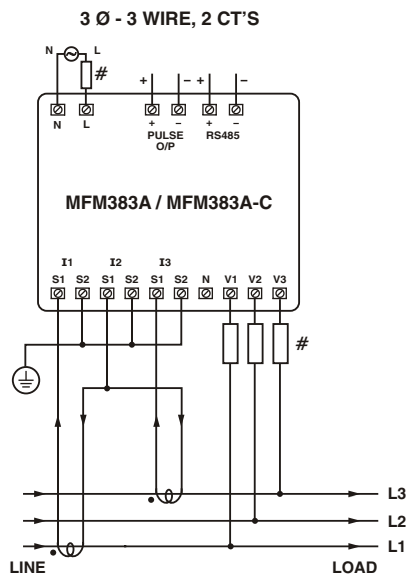 3 Ø - 3 WIRE, 2 CT'S
N L
#
+ – + –
N L + – + –
PULSE O/P RS485
MFM383A / MFM383A-C
I1 I2 I3
S1 S2 S1 S2 S1 S2 N V1 V2 V3
#
L3
L2
L1
LINE LOAD